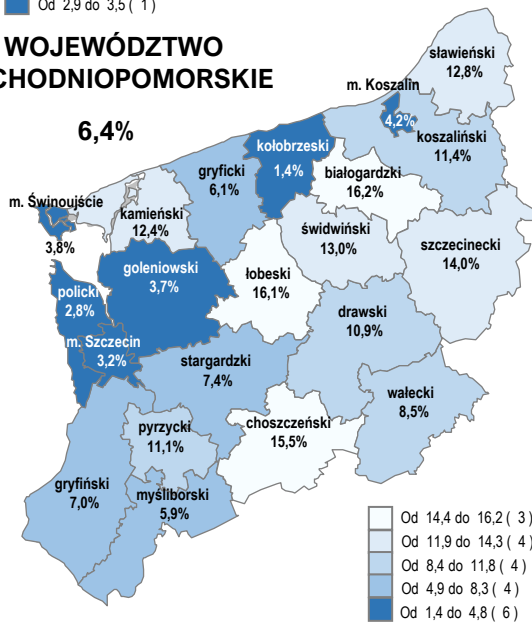 Od 2,9 do 3,5 ( 1 )
WOJEWÓDZTWO
CHODNIOPOMORSKIE
6,4%
sławieński
12,8%
m. Koszalin
4,2%
koszaliński
11,4%
kołobrzeski
1,4%
białogardzki
16,2%
gryficki
6,1%
m. Świnoujście
3,8%
kamieński
12,4%
świdwiński
13,0%
szczecinecki
14,0%
goleniowski
3,7%
łobeski
16,1%
policki
2,8%
drawski
10,9%
m. Szczecin
3,2%
stargardzki
7,4%
wałecki
8,5%
pyrzycki
11,1%
choszczeński
15,5%
gryfiński
7,0%
myśliborski
5,9%
Od 14,4 do 16,2 ( 3 )
Od 11,9 do 14,3 ( 4 )
Od 8,4 do 11,8 ( 4 )
Od 4,9 do 8,3 ( 4 )
Od 1,4 do 4,8 ( 6 )